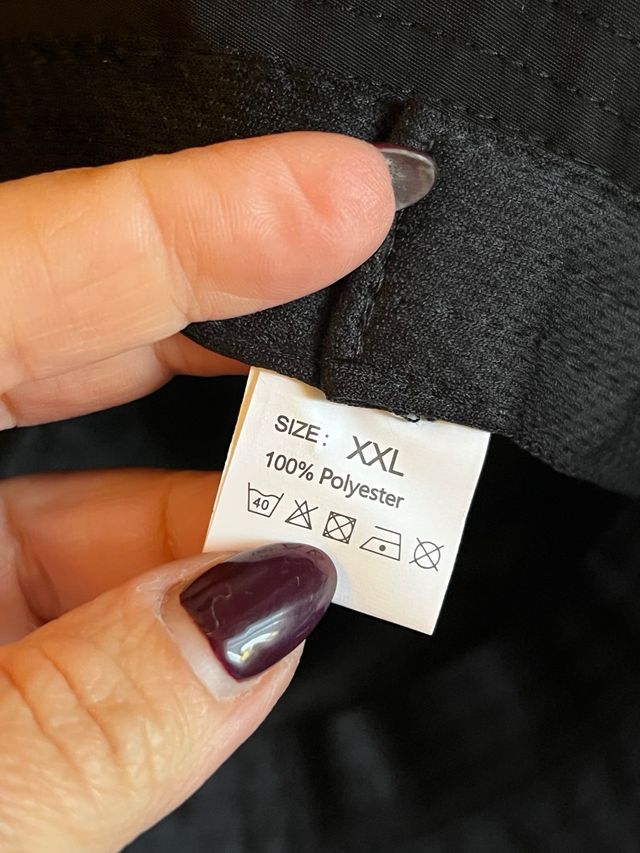 SIZE： XXL
100% Polyester
40